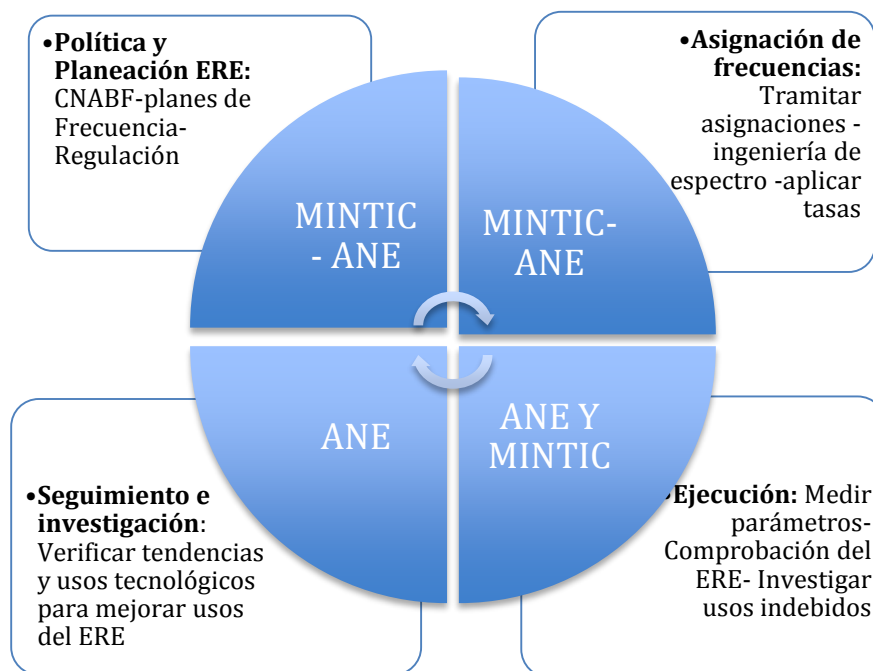 •Política y
Planeación ERE:
CNABF-planes de
Frecuencia-
Regulación
•Asignación de
frecuencias:
Tramitar
asignaciones -
ingeniería de
espectro -aplicar
tasas
MINTIC
- ANE
MINTIC-
ANE
ANE
ANE Y
MINTIC
•Seguimiento e
investigación:
Verificar tendencias
y usos tecnológicos
para mejorar usos
del ERE
•Ejecución: Medir
parámetros-
Comprobación del
ERE- Investigar
usos indebidos